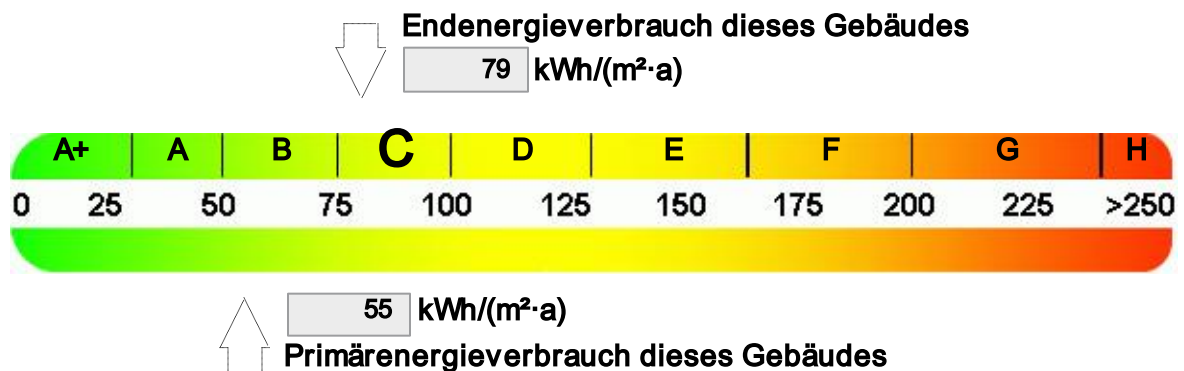 Endenergieverbrauch dieses Gebäudes
79 kWh/(m²·a)
A+ A B C D E F G H
0 25 50 75 100 125 150 175 200 225 >250
55 kWh/(m²·a)
Primärenergieverbrauch dieses Gebäudes